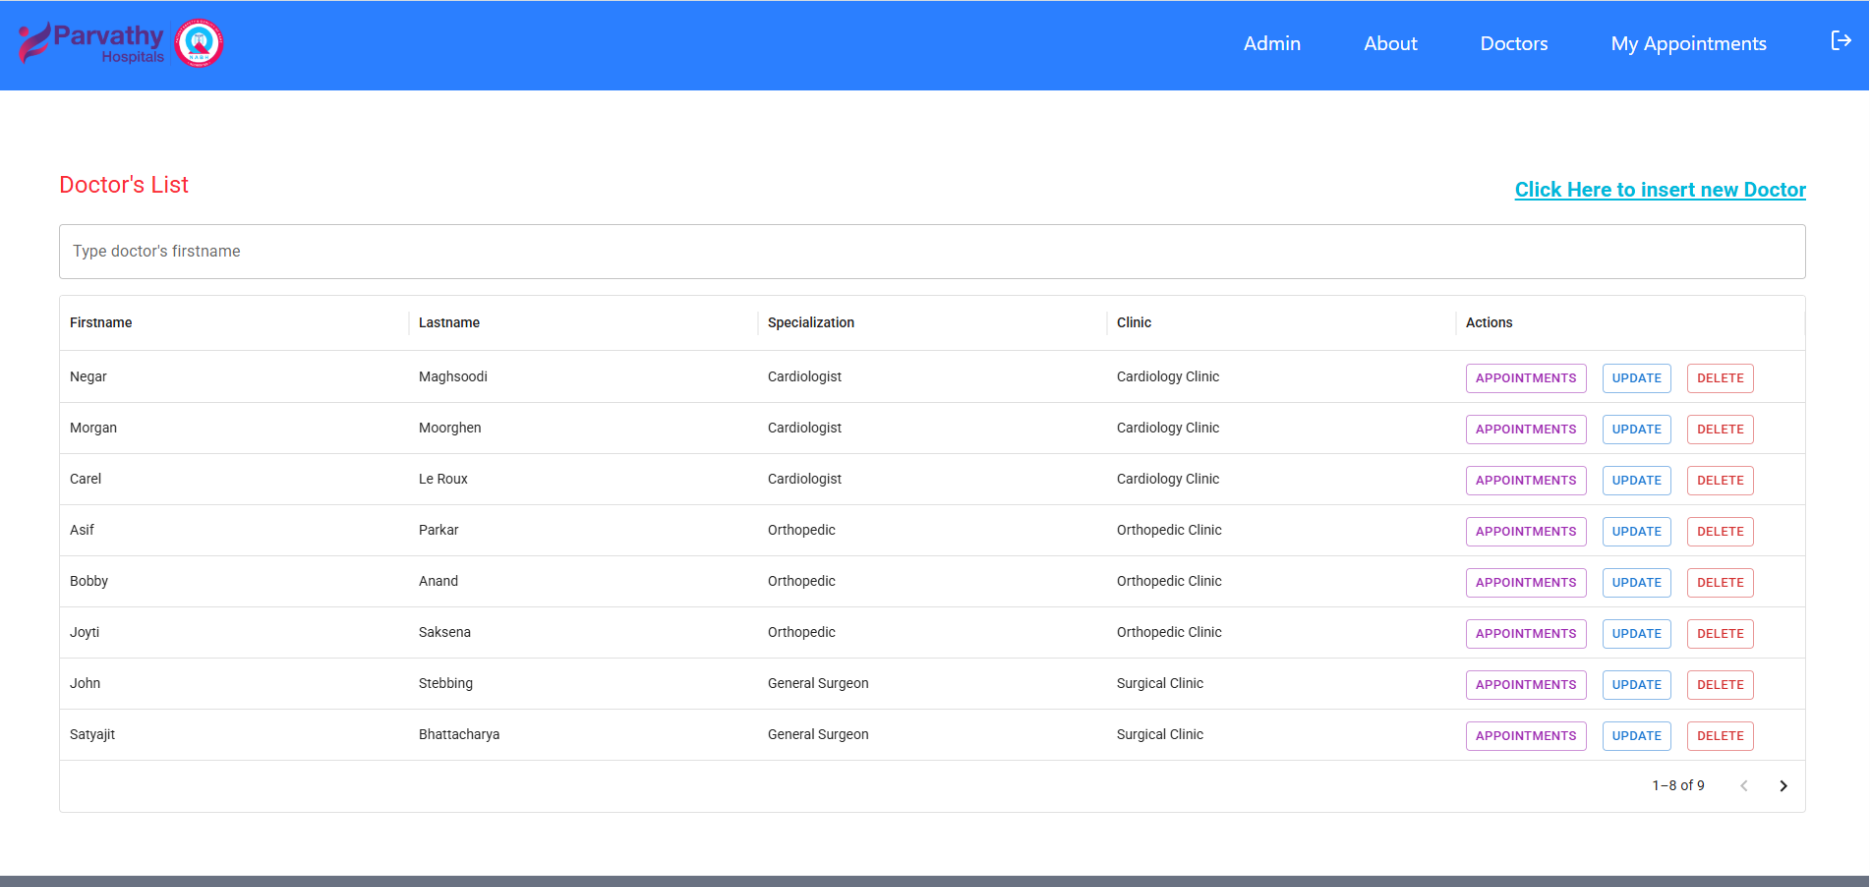 Parvathy
Hospitals
Admin About Doctors My Appointments
Doctor's List
Click Here to insert new Doctor
Type doctor's firstname
Firstname Lastname Specialization Clinic Actions
Negar Maghsoodi Cardiologist Cardiology Clinic APPOINTMENTS UPDATE DELETE
Morgan Moorghen Cardiologist Cardiology Clinic APPOINTMENTS UPDATE DELETE
Carel Le Roux Cardiologist Cardiology Clinic APPOINTMENTS UPDATE DELETE
Asif Parkar Orthopedic Orthopedic Clinic APPOINTMENTS UPDATE DELETE
Bobby Anand Orthopedic Orthopedic Clinic APPOINTMENTS UPDATE DELETE
Joyti Saksena Orthopedic Orthopedic Clinic APPOINTMENTS UPDATE DELETE
John Stebbing General Surgeon Surgical Clinic APPOINTMENTS UPDATE DELETE
Satyajit Bhattacharya General Surgeon Surgical Clinic APPOINTMENTS UPDATE DELETE
1–8 of 9